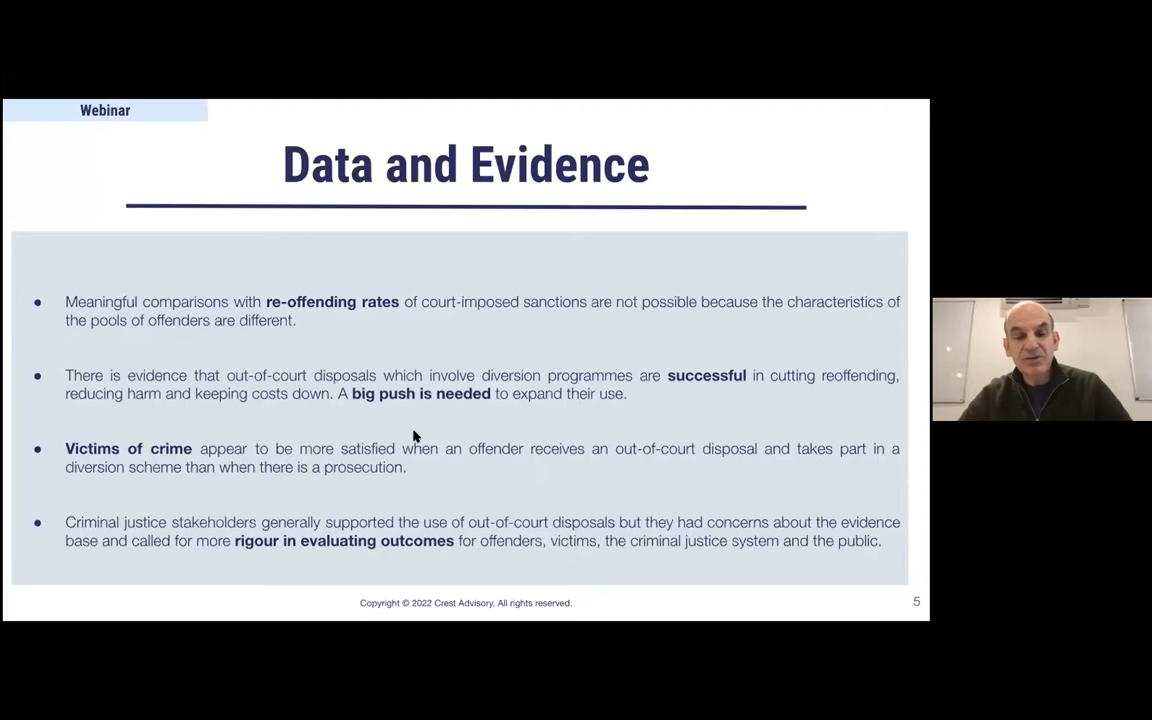 Webinar
Data and Evidence
● Meaningful comparisons with re-offending rates of court-imposed sanctions are not possible because the characteristics of
the pools of offenders are different.
● There is evidence that out-of-court disposals which involve diversion programmes are successful in cutting reoffending,
reducing harm and keeping costs down. A big push is needed to expand their use.
● Victims of crime appear to be more satisfied when an offender receives an out-of-court disposal and takes part in a
diversion scheme than when there is a prosecution.
● Criminal justice stakeholders generally supported the use of out-of-court disposals but they had concerns about the evidence
base and called for more rigour in evaluating outcomes for offenders, victims, the criminal justice system and the public.
Copyright © 2022 Crest Advisory. All rights reserved.
5